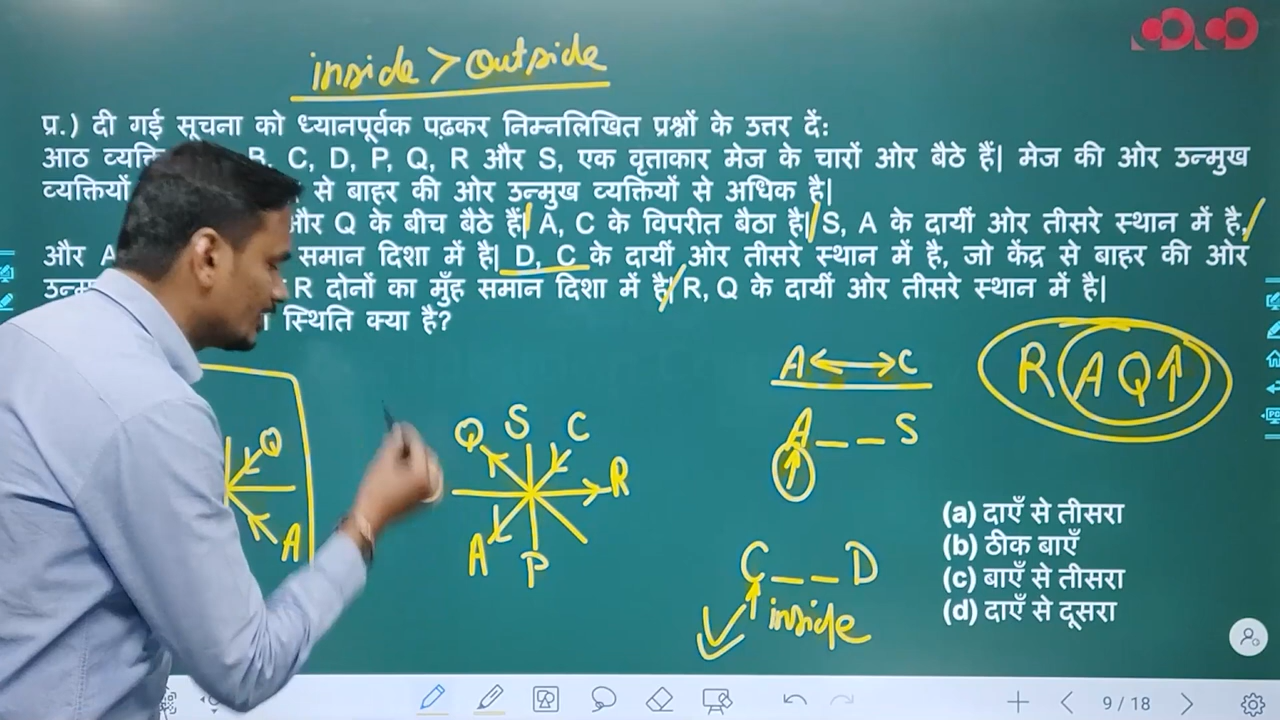 inside > Outside
प्र.) दी गई सूचना को ध्यानपूर्वक पढ़कर निम्नलिखित प्रश्नों के उत्तर दें:
आठ व्यक्ति B, C, D, P, Q, R और S, एक वृत्ताकार मेज के चारों ओर बैठे हैं| मेज की ओर उन्मुख
व्यक्तियों से बाहर की ओर उन्मुख व्यक्तियों से अधिक है|
और Q के बीच बैठे हैं| A, C के विपरीत बैठा है| S, A के दायीं ओर तीसरे स्थान में है,
और A समान दिशा में है| D, C के दायीं ओर तीसरे स्थान में है, जो केंद्र से बाहर की ओर
R दोनों का मुँह समान दिशा में है| R, Q के दायीं ओर तीसरे स्थान में है|
स्थिति क्या है?
A ↔ C
R A Q ↑
A _ _ S
Q
A
S
Q C
R
A
P
C _ _ D
inside
(a) दाएँ से तीसरा
(b) ठीक बाएँ
(c) बाएँ से तीसरा
(d) दाएँ से दूसरा
9 / 18